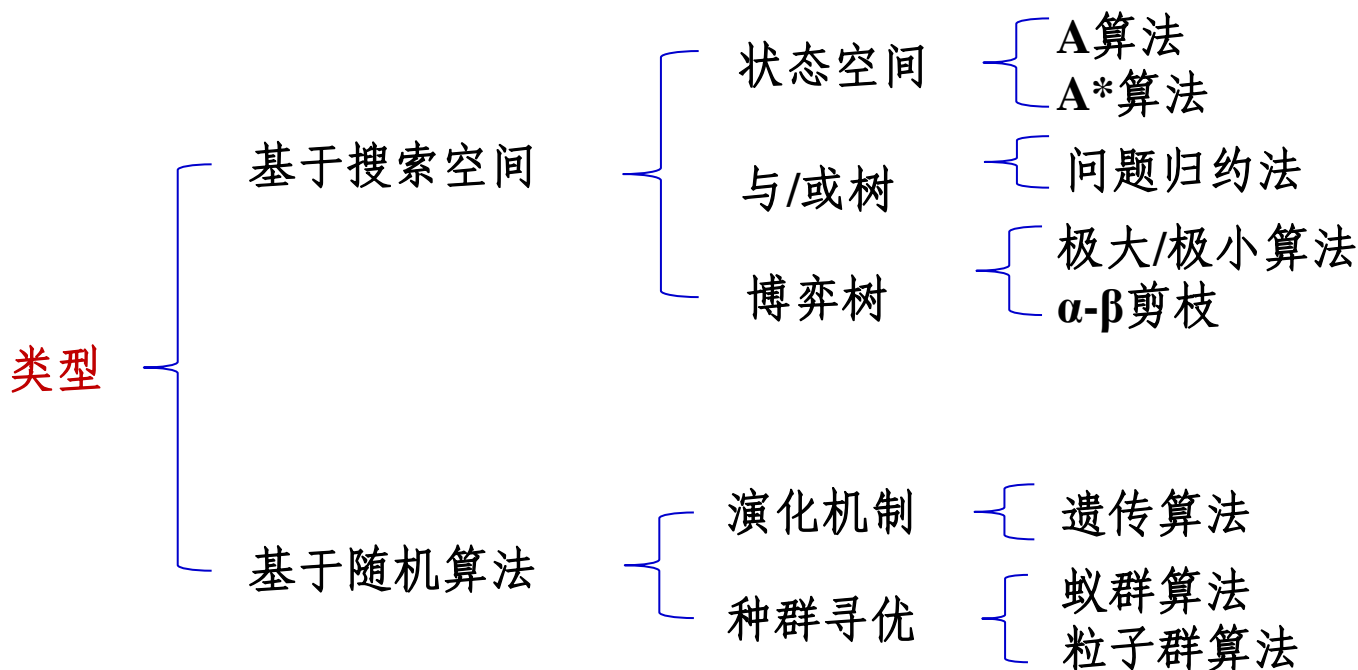 类型
基于搜索空间
状态空间
A算法
A*算法
与/或树
问题归约法
博弈树
极大/极小算法
α-β剪枝
基于随机算法
演化机制
遗传算法
种群寻优
蚁群算法
粒子群算法